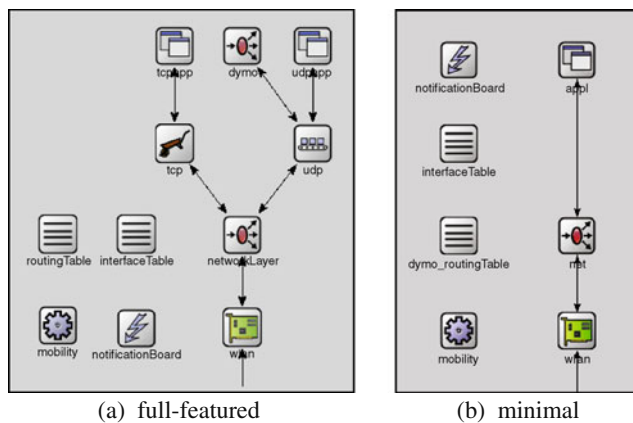 tcpapp dymo udpapp
tcp udp
routingTable interfaceTable networkLayer
mobility notificationBoard wlan
(a) full-featured
notificationBoard appl
interfaceTable
dymo_routingTable net
mobility wlan
(b) minimal